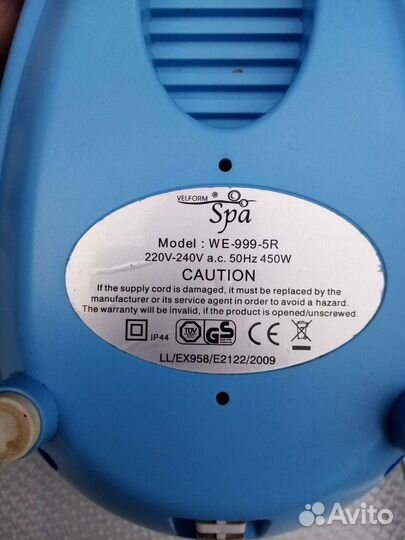 VELFORM ®
Spa
Model : WE-999-5R
220V-240V a.c. 50Hz 450W
CAUTION
If the supply cord is damaged, it must be replaced by the
manufacturer or its service agent in order to avoid a hazard.
The warranty will be invalid, if the product is opened/unscrewed.
IP44 TÜV GS CE
LL/EX958/E2122/2009
Avito